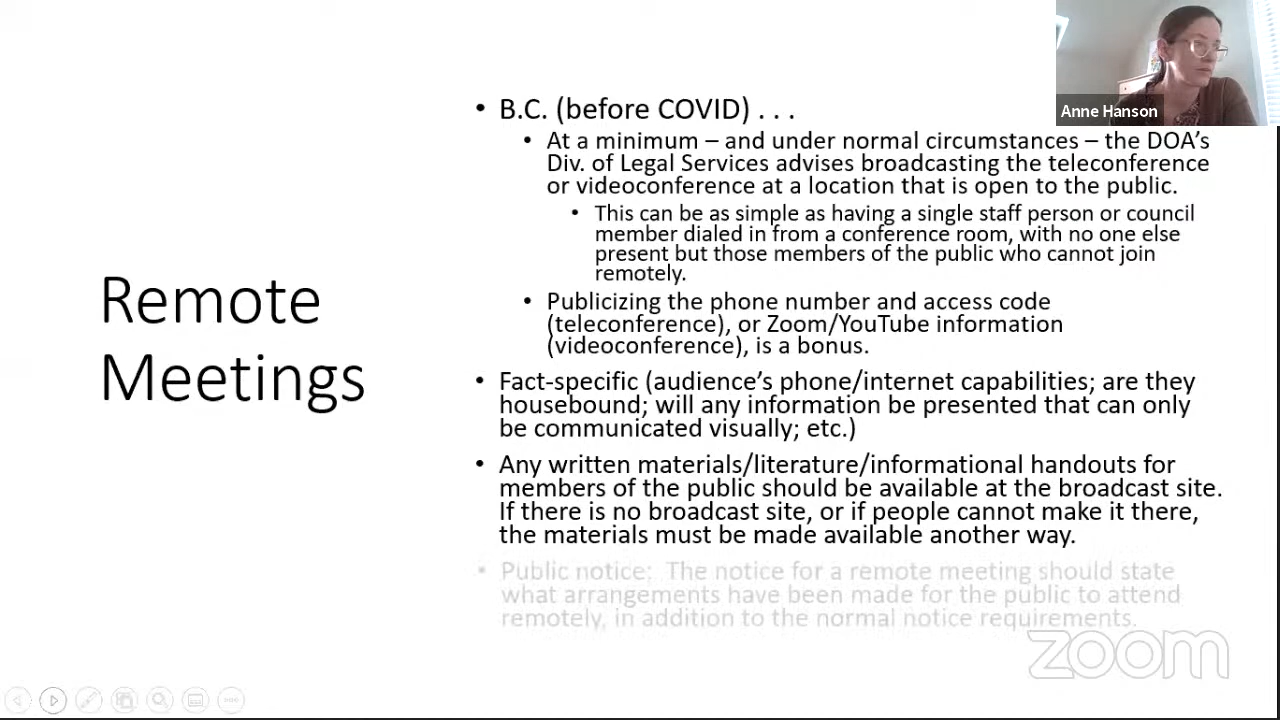 Anne Hanson
Remote
Meetings
• B.C. (before COVID) . . .
• At a minimum – and under normal circumstances – the DOA’s
Div. of Legal Services advises broadcasting the teleconference
or videoconference at a location that is open to the public.
• This can be as simple as having a single staff person or council
member dialed in from a conference room, with no one else
present but those members of the public who cannot join
remotely.
• Publicizing the phone number and access code
(teleconference), or Zoom/YouTube information
(videoconference), is a bonus.
• Fact-specific (audience’s phone/internet capabilities; are they
housebound; will any information be presented that can only
be communicated visually; etc.)
• Any written materials/literature/informational handouts for
members of the public should be available at the broadcast site.
If there is no broadcast site, or if people cannot make it there,
the materials must be made available another way.
• Public notice: The notice for a remote meeting should state
what arrangements have been made for the public to attend
remotely, in addition to the normal notice requirements.
zoom